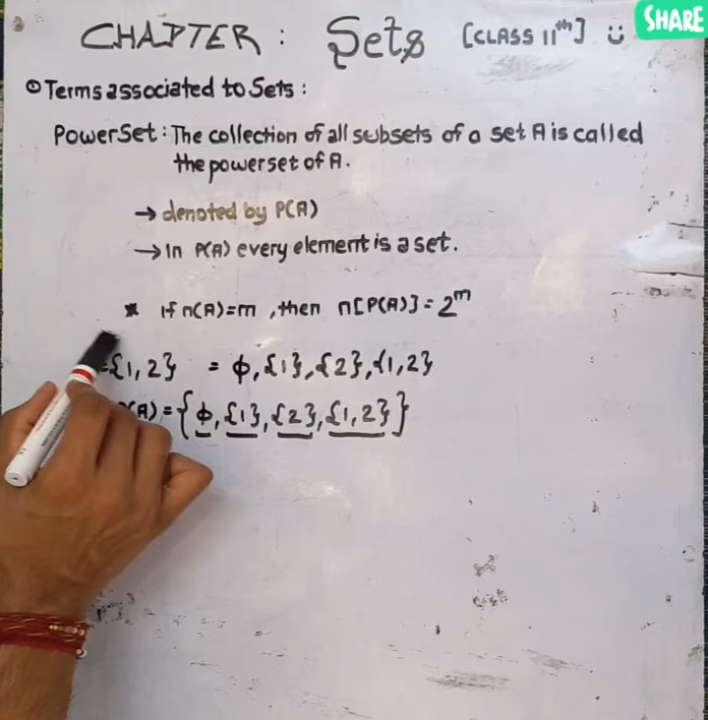 SHARE
CHAPTER : Sets [CLASS 11th]
Terms associated to Sets :
PowerSet : The collection of all subsets of a set A is called
the powerset of A.
→ denoted by P(A)
→ In P(A) every element is a set.
* if n(A)=m , then n[P(A)] = 2^m
={1,2} = ϕ, {1}, {2}, {1,2}
(A) = {ϕ, {1}, {2}, {1,2}}